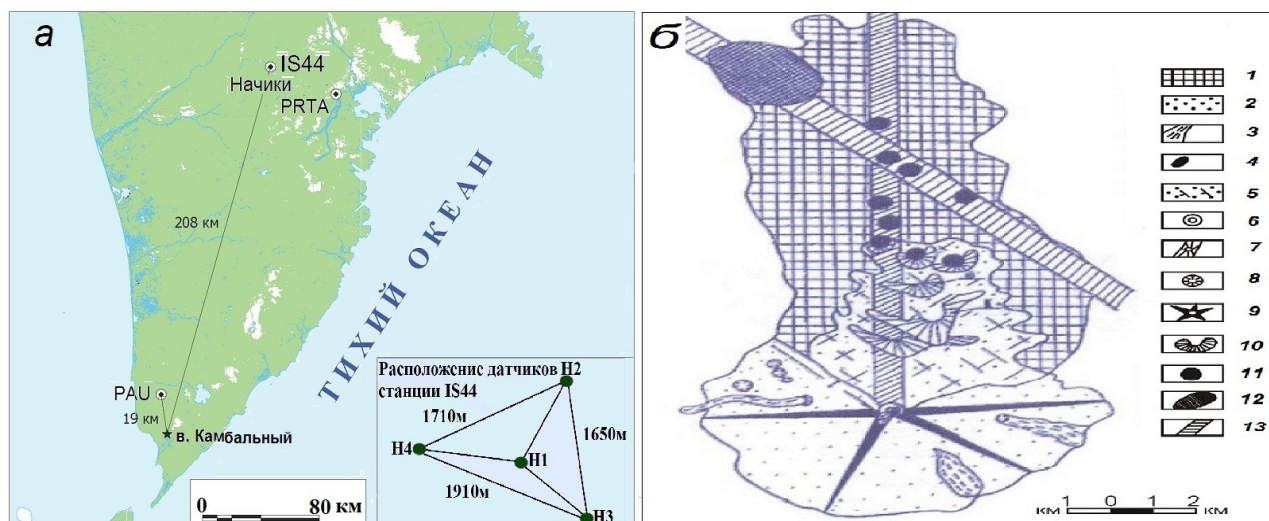 а
IS44
Начики
PRTA
208 км
ТИХИЙ ОКЕАН
PAU
19 км
в. Камбальный
0 80 км
Расположение датчиков
станции IS44
H2
1710м
1650м
H4
H1
1910м
H3
б
1
2
3
4
5
6
7
8
9
10
11
12
13
1 0 1 2
КМ КМ